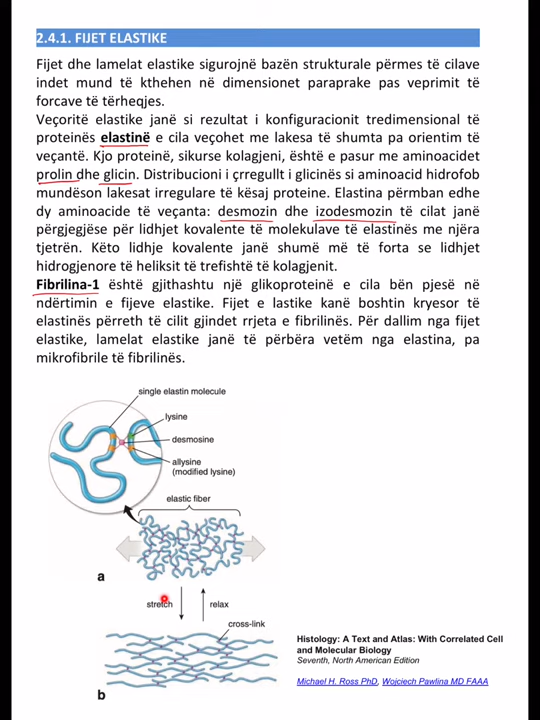 2.4.1. FIJET ELASTIKE
Fijet dhe lamelat elastike sigurojnë bazën strukturale përmes të cilave
indet mund të kthehen në dimensionet paraprake pas veprimit të
forcave të tërheqjes.
Veçoritë elastike janë si rezultat i konfiguracionit tredimensional të
proteinës elastinë e cila veçohet me lakesa të shumta pa orientim të
veçantë. Kjo proteinë, sikurse kolagjeni, është e pasur me aminoacidet
prolin dhe glicin. Distribucioni i çrregullt i glicinës si aminoacid hidrofob
mundëson lakesat irregulare të kësaj proteine. Elastina përmban edhe
dy aminoacide të veçanta: desmozin dhe izodesmozin të cilat janë
përgjegjëse për lidhjet kovalente të molekulave të elastinës me njëra
tjetrën. Këto lidhje kovalente janë shumë më të forta se lidhjet
hidrogjenore të heliksit të trefishtë të kolagjenit.
Fibrilina-1 është gjithashtu një glikoproteinë e cila bën pjesë në
ndërtimin e fijeve elastike. Fijet e lastike kanë boshtin kryesor të
elastinës përreth të cilit gjindet rrjeta e fibrilinës. Për dallim nga fijet
elastike, lamelat elastike janë të përbëra vetëm nga elastina, pa
mikrofibrile të fibrilinës.
single elastin molecule
lysine
desmosine
allysine
(modified lysine)
elastic fiber
a
stretch
relax
cross-link
b
Histology: A Text and Atlas: With Correlated Cell
and Molecular Biology
Seventh, North American Edition
Michael H. Ross PhD, Wojciech Pawlina MD FAAA